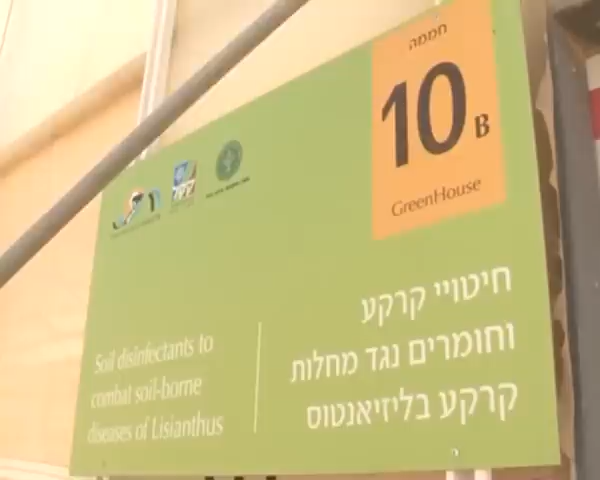 חממה
10 B
GreenHouse
חיטויי קרקע
וחומרים נגד מחלות
קרקע בליזיאנטוס
Soil disinfectants to
combat soil-borne
diseases of Lisianthus